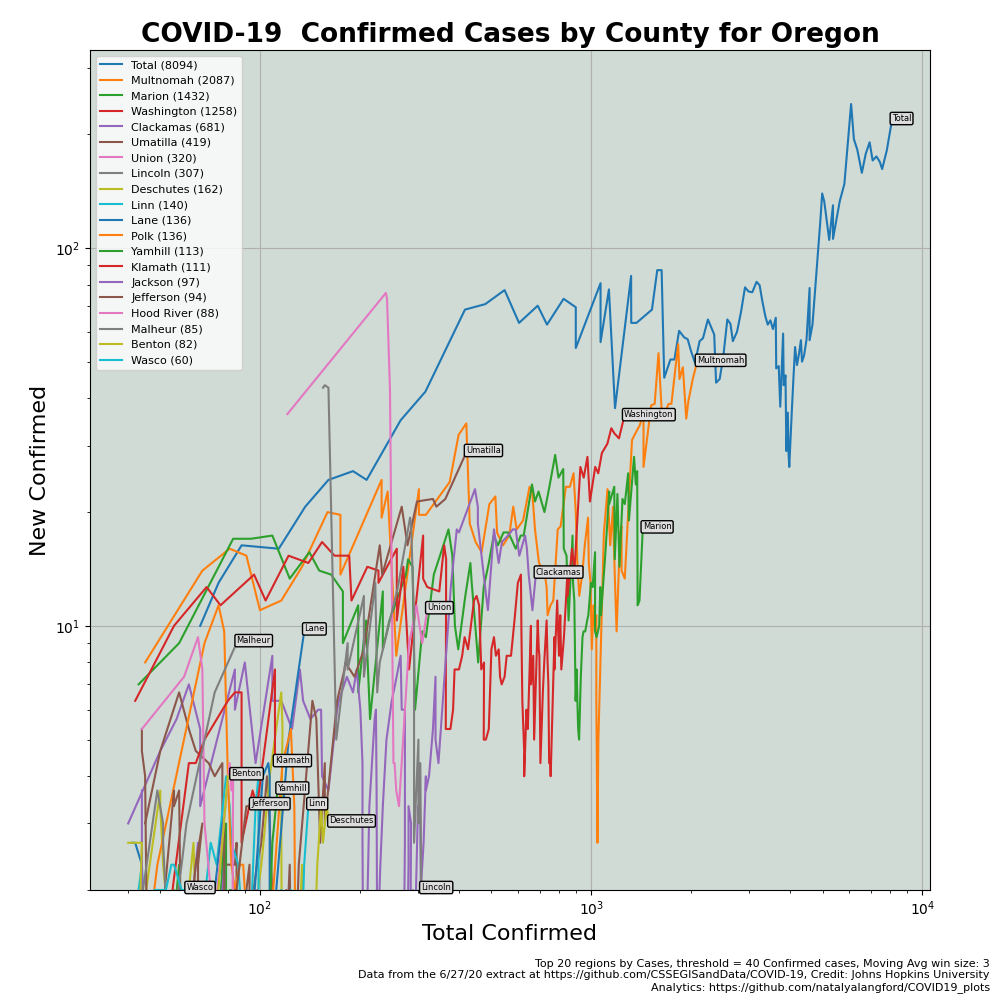 COVID-19  Confirmed Cases by County for Oregon
Total (8094)
Multnomah (2087)
Marion (1432)
Washington (1258)
Clackamas (681)
Umatilla (419)
Union (320)
Lincoln (307)
Deschutes (162)
Linn (140)
Lane (136)
Polk (136)
Yamhill (113)
Klamath (111)
Jackson (97)
Jefferson (94)
Hood River (88)
Malheur (85)
Benton (82)
Wasco (60)
Total
Multnomah
Washington
Umatilla
Marion
Clackamas
Union
Lane
Malheur
Klamath
Benton
Yamhill
Jefferson
Linn
Deschutes
Wasco
Lincoln
New Confirmed
10²
10¹
10²
10³
10⁴
Total Confirmed
Top 20 regions by Cases, threshold = 40 Confirmed cases, Moving Avg win size: 3
Data from the 6/27/20 extract at https://github.com/CSSEGISandData/COVID-19, Credit: Johns Hopkins University
Analytics: https://github.com/natalyalangford/COVID19_plots